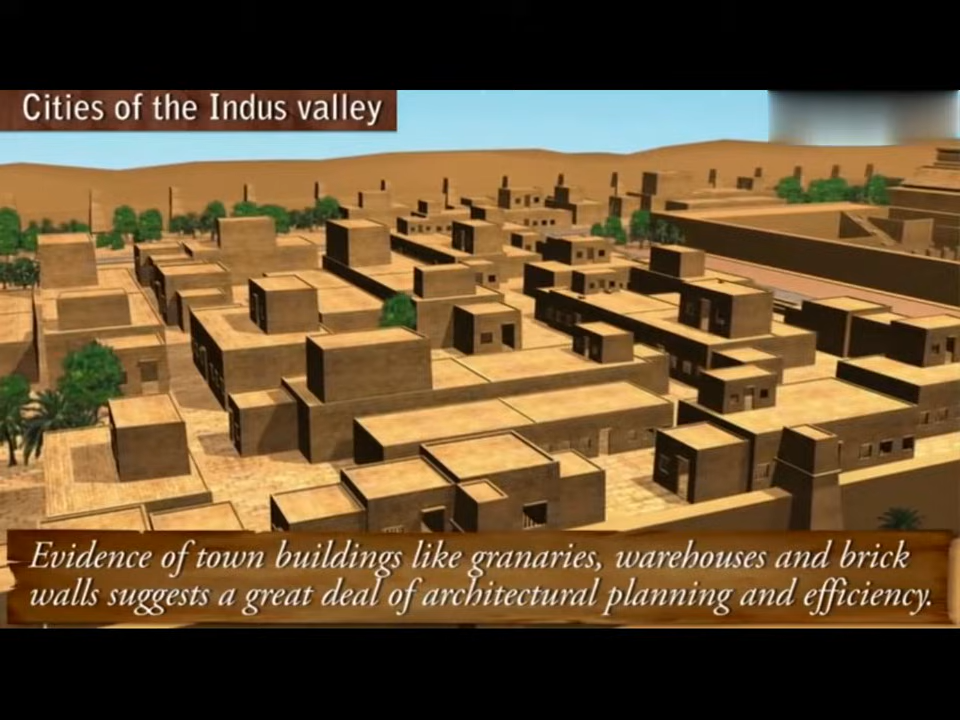 Cities of the Indus valley
Evidence of town buildings like granaries, warehouses and brick
walls suggests a great deal of architectural planning and efficiency.